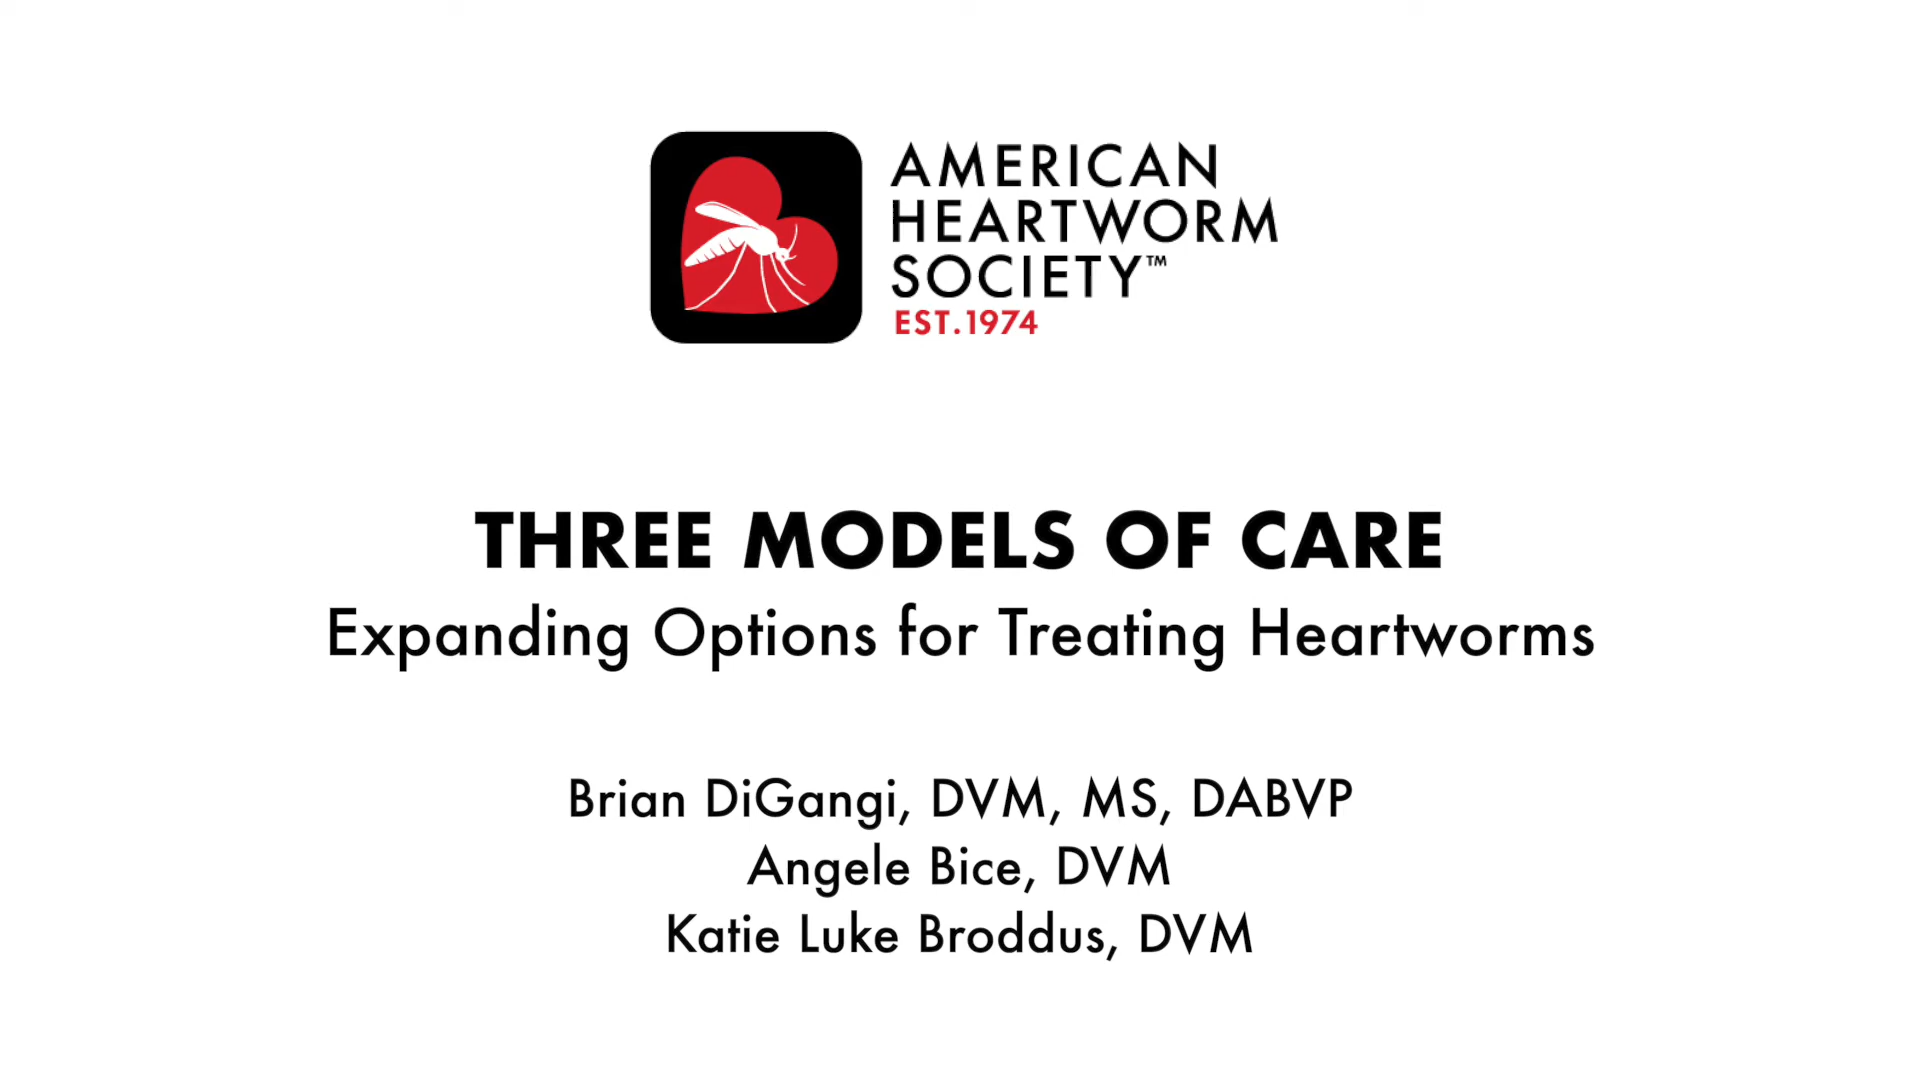 AMERICAN
HEARTWORM
SOCIETY™
EST.1974
THREE MODELS OF CARE
Expanding Options for Treating Heartworms
Brian DiGangi, DVM, MS, DABVP
Angele Bice, DVM
Katie Luke Broddus, DVM